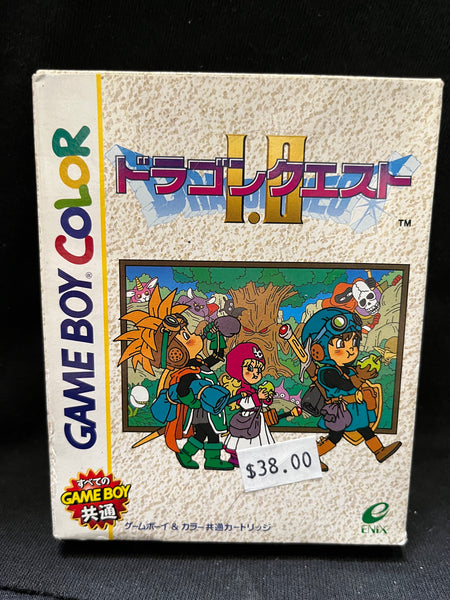 GAME BOY COLOR
ドラゴンクエスト
I·II
TM
$38.00
すべての
GAME BOY
共通
ゲームボーイ & カラー共通カートリッジ
ENIX